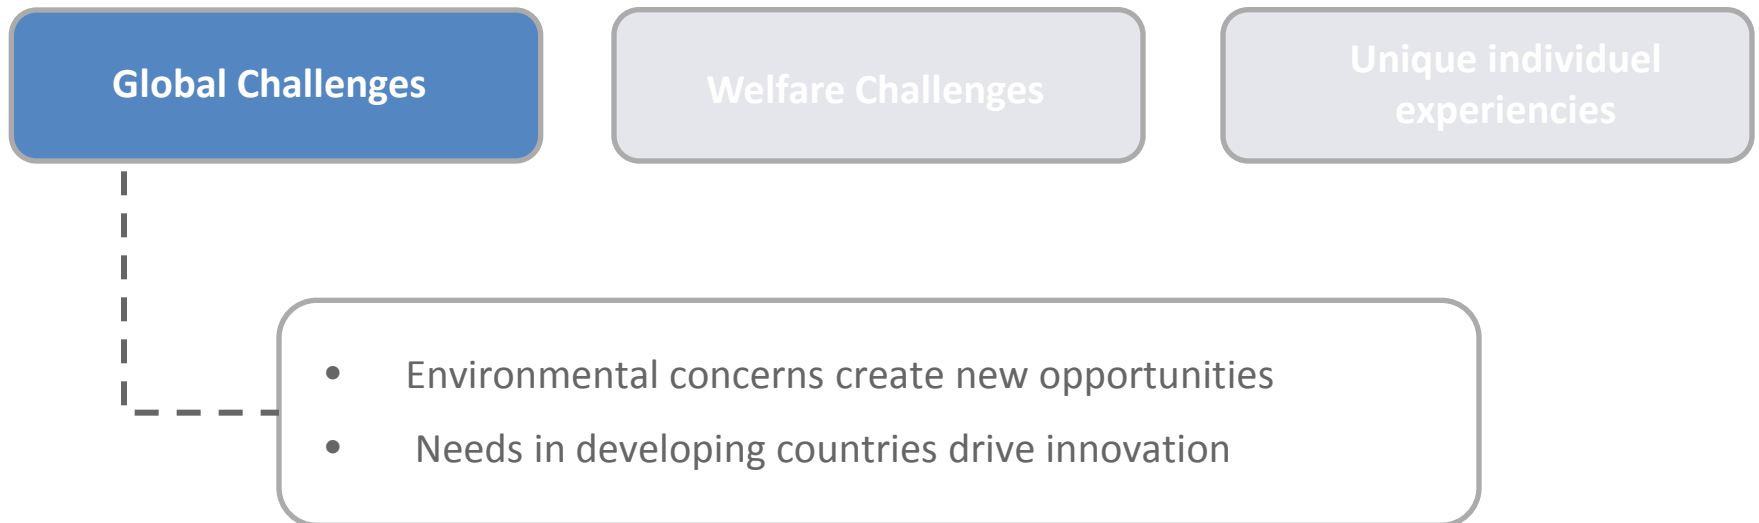 Global Challenges
Welfare Challenges
Unique individuel
experiencies
• Environmental concerns create new opportunities
• Needs in developing countries drive innovation